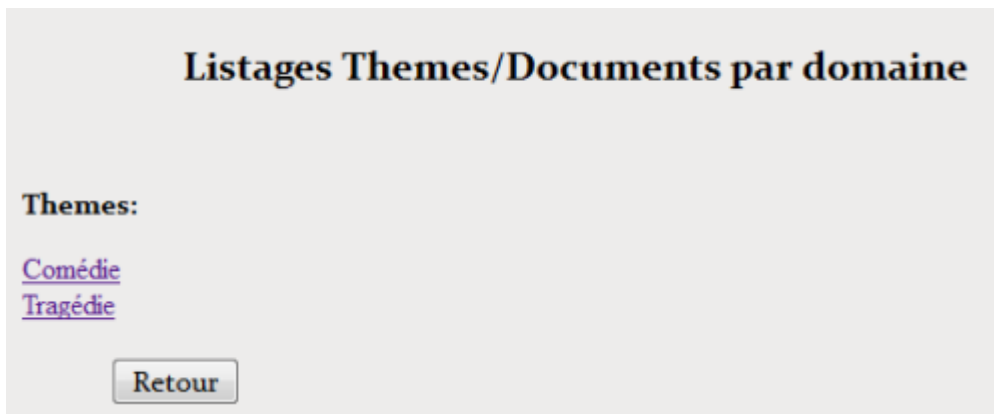 Listages Themes/Documents par domaine
Themes:
Comédie
Tragédie
Retour